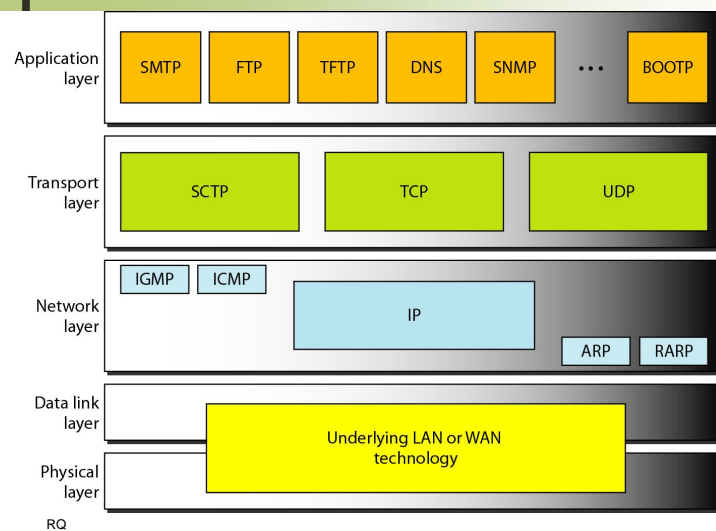 Application
layer
SMTP FTP TFTP DNS SNMP ... BOOTP
Transport
layer
SCTP TCP UDP
Network
layer
IGMP ICMP
IP
ARP RARP
Data link
layer
Underlying LAN or WAN
technology
Physical
layer
RQ